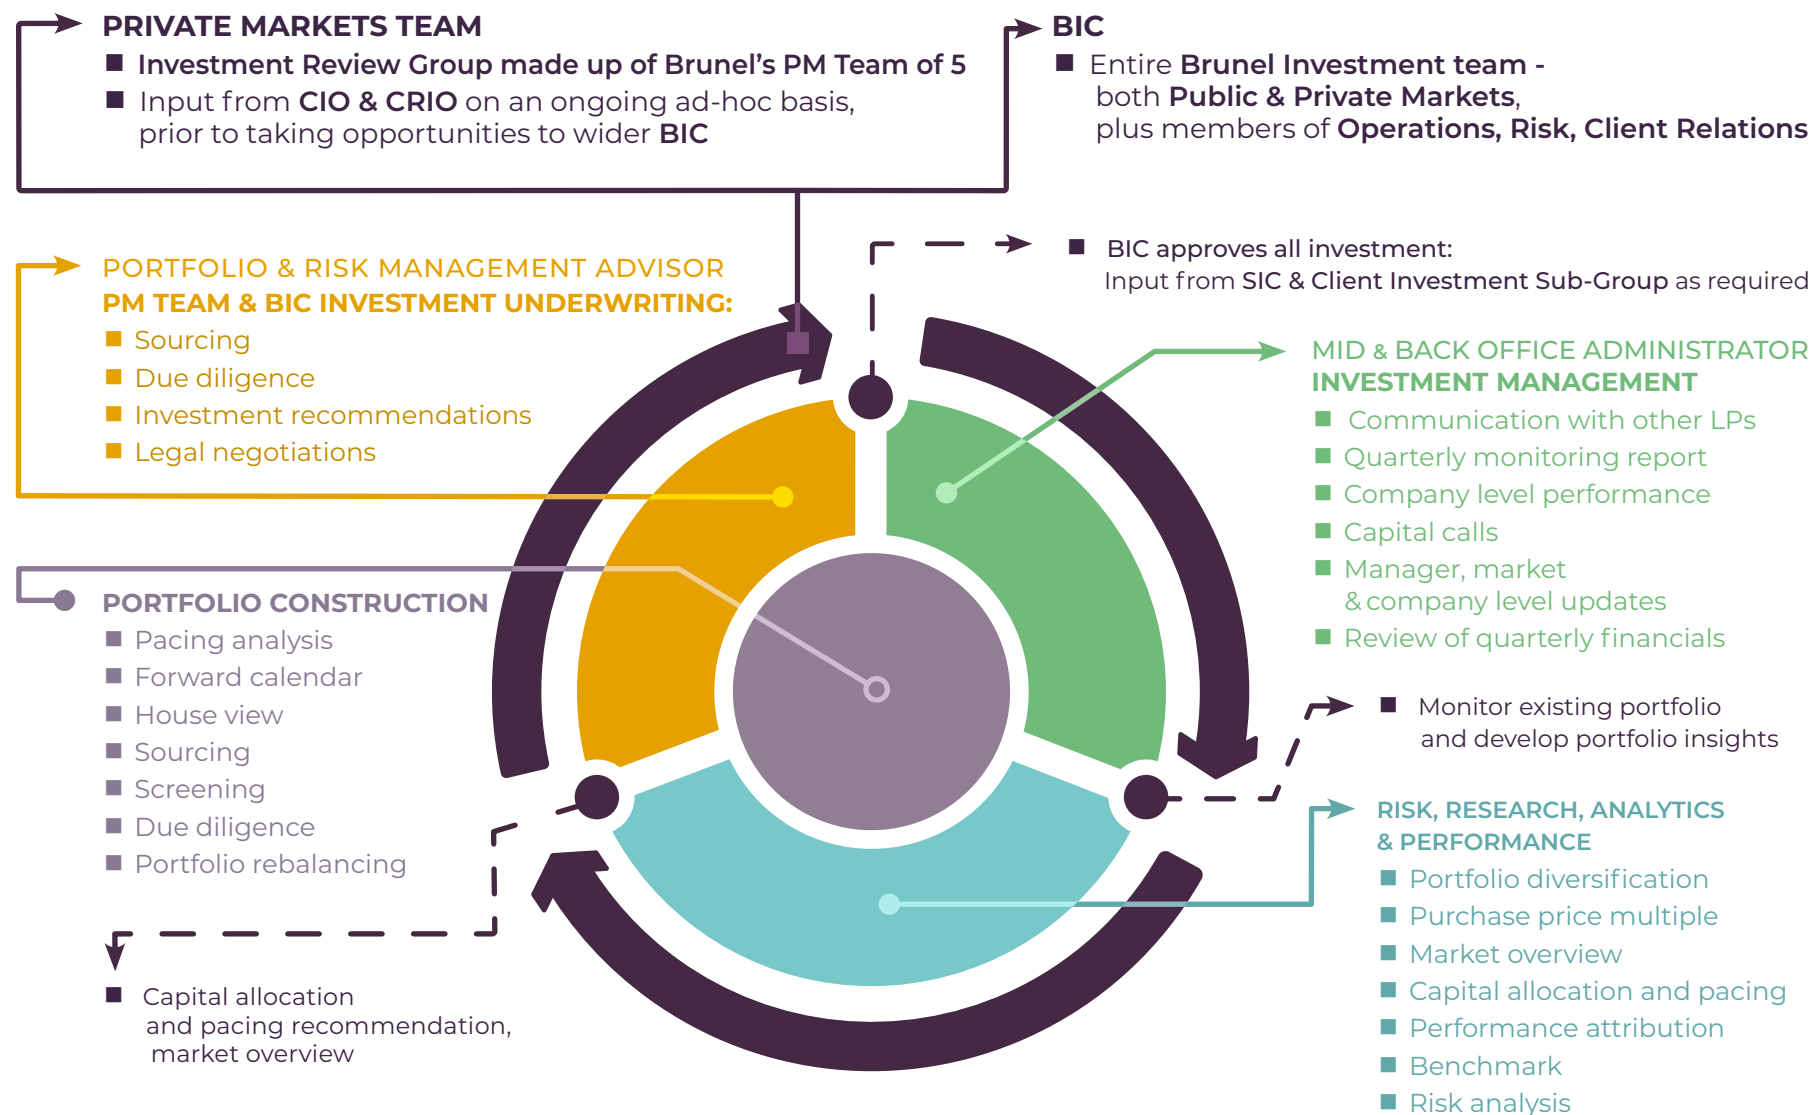 PRIVATE MARKETS TEAM
Investment Review Group made up of Brunel's PM Team of 5
Input from CIO & CRIO on an ongoing ad-hoc basis,
prior to taking opportunities to wider BIC
BIC
Entire Brunel Investment team -
both Public & Private Markets,
plus members of Operations, Risk, Client Relations
BIC approves all investment:
Input from SIC & Client Investment Sub-Group as required
PORTFOLIO & RISK MANAGEMENT ADVISOR
PM TEAM & BIC INVESTMENT UNDERWRITING:
Sourcing
Due diligence
Investment recommendations
Legal negotiations
MID & BACK OFFICE ADMINISTRATOR
INVESTMENT MANAGEMENT
Communication with other LPs
Quarterly monitoring report
Company level performance
Capital calls
Manager, market
& company level updates
Review of quarterly financials
PORTFOLIO CONSTRUCTION
Pacing analysis
Forward calendar
House view
Sourcing
Screening
Due diligence
Portfolio rebalancing
Monitor existing portfolio
and develop portfolio insights
RISK, RESEARCH, ANALYTICS
& PERFORMANCE
Portfolio diversification
Purchase price multiple
Market overview
Capital allocation and pacing
Performance attribution
Benchmark
Risk analysis
Capital allocation
and pacing recommendation,
market overview